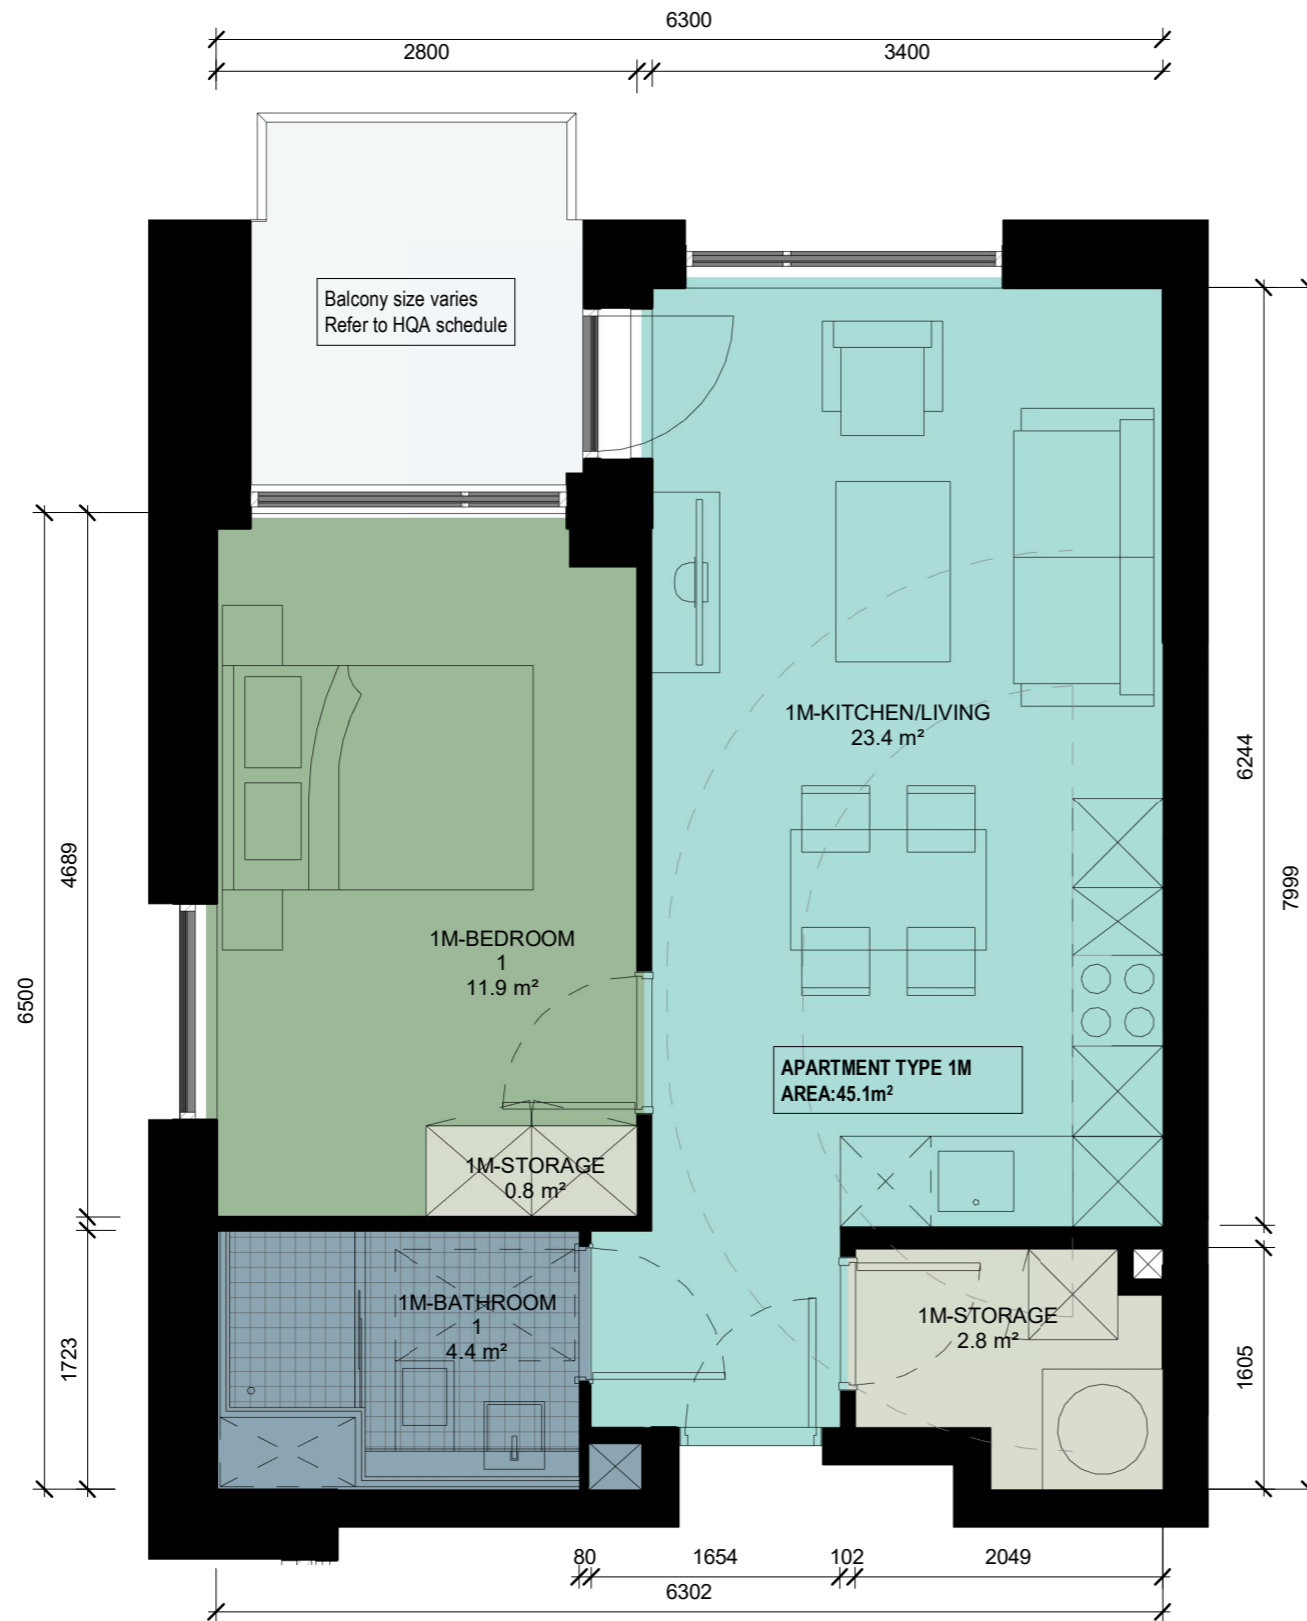 6300
2800
3400
Balcony size varies
Refer to HQA schedule
1M-KITCHEN/LIVING
23.4 m²
6244
4689
7999
1M-BEDROOM
1
11.9 m²
6500
APARTMENT TYPE 1M
AREA:45.1m²
1M-STORAGE
0.8 m²
1M-BATHROOM
1
4.4 m²
1M-STORAGE
2.8 m²
1723
1605
80
1654
102
2049
6302